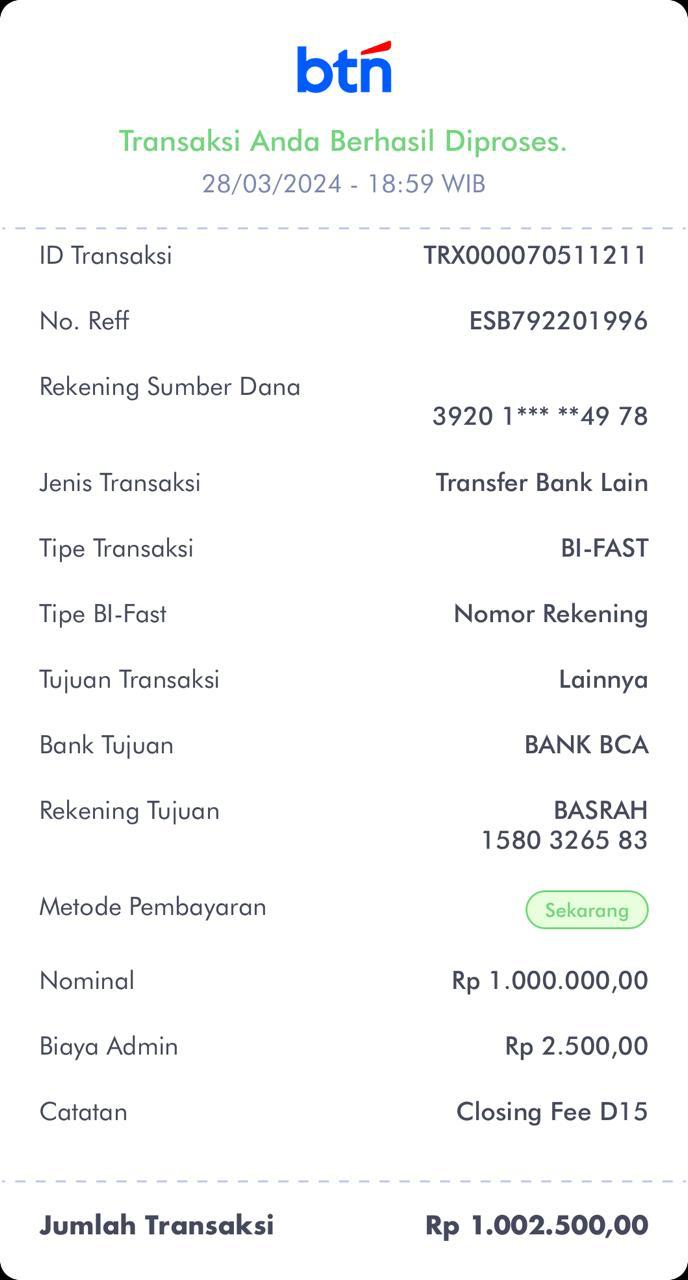 btn
Transaksi Anda Berhasil Diproses.
28/03/2024 - 18:59 WIB
ID Transaksi TRX000070511211
No. Reff ESB792201996
Rekening Sumber Dana
3920 1*** **49 78
Jenis Transaksi Transfer Bank Lain
Tipe Transaksi BI-FAST
Tipe BI-Fast Nomor Rekening
Tujuan Transaksi Lainnya
Bank Tujuan BANK BCA
Rekening Tujuan BASRAH
1580 3265 83
Metode Pembayaran Sekarang
Nominal Rp 1.000.000,00
Biaya Admin Rp 2.500,00
Catatan Closing Fee D15
Jumlah Transaksi Rp 1.002.500,00